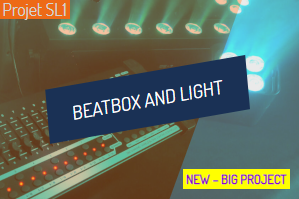 Projet SL1
BEATBOX AND LIGHT
NEW - BIG PROJECT